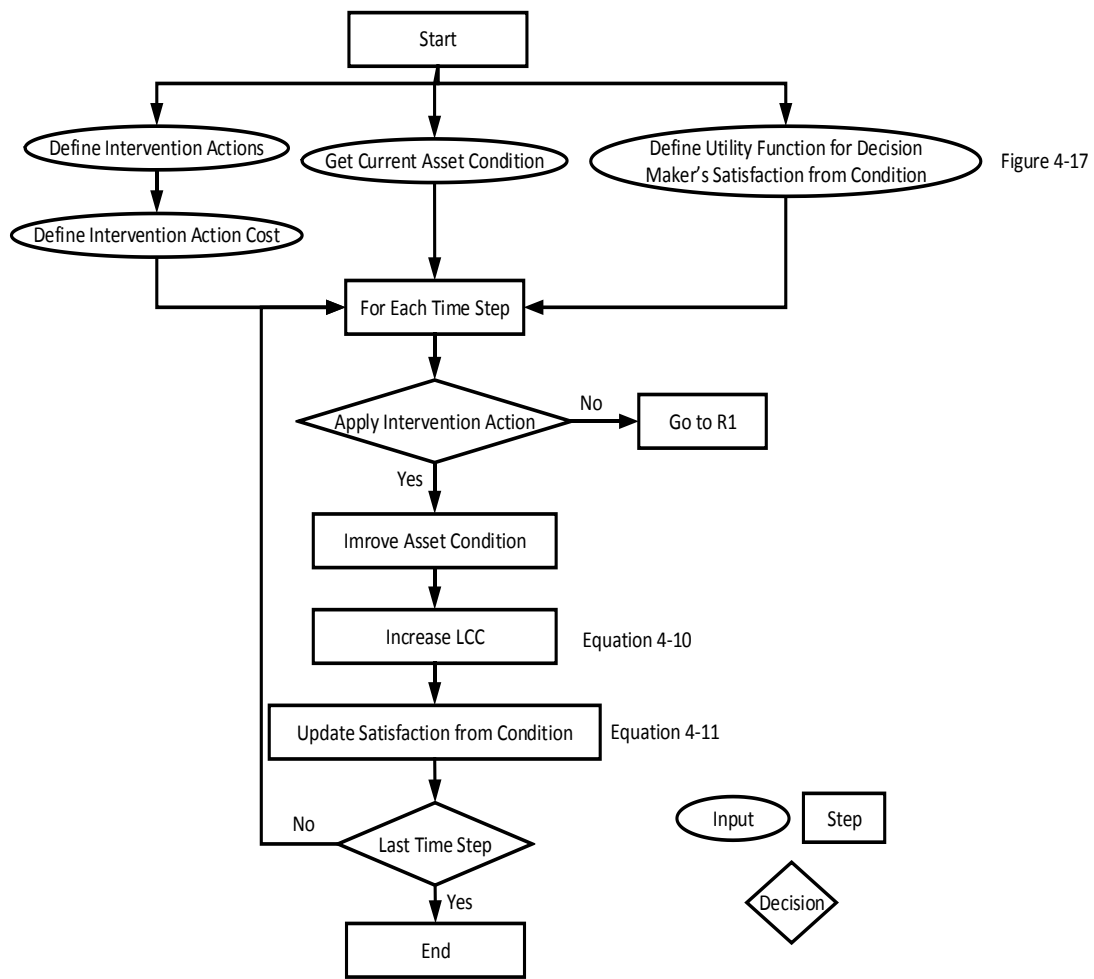 Start
Define Intervention Actions
Get Current Asset Condition
Define Utility Function for Decision
Maker's Satisfaction from Condition
Figure 4-17
Define Intervention Action Cost
For Each Time Step
Apply Intervention Action
No
Go to R1
Yes
Imrove Asset Condition
Increase LCC
Equation 4-10
Update Satisfaction from Condition
Equation 4-11
No
Last Time Step
Yes
End
Input
Step
Decision